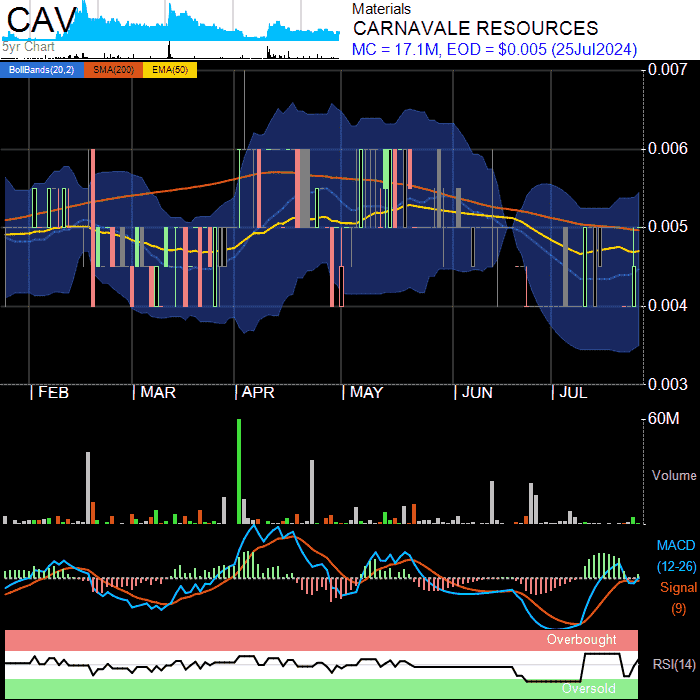 CAV
5yr Chart
Materials
CARNAVALE RESOURCES
MC = 17.1M, EOD = $0.005 (25Jul2024)
BollBands(20,2) SMA(200) EMA(50)
0.007
0.006
0.005
0.004
0.003
| FEB | MAR | APR | MAY | JUN | JUL
60M
Volume
MACD
(12-26)
Signal
(9)
Overbought
RSI(14)
Oversold